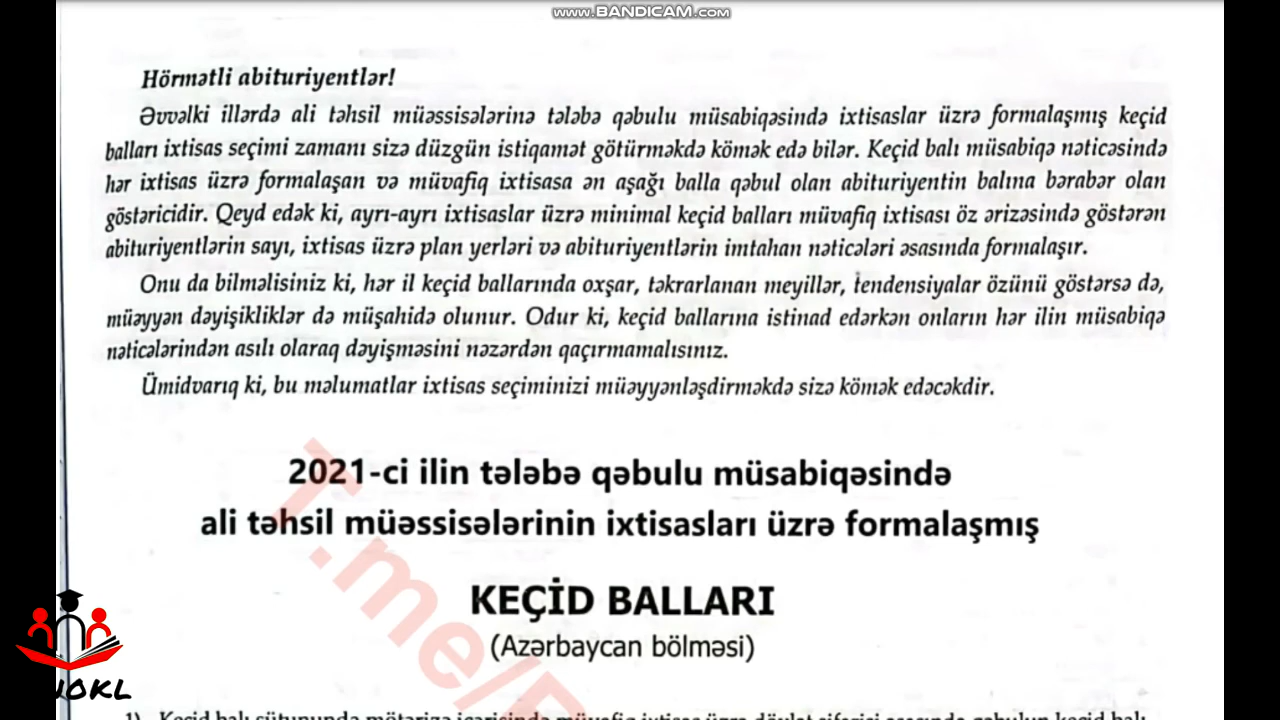 www.BANDICAM.com
Hörmətli abituriyentlər!
Əvvəlki illərdə ali təhsil müəssisələrinə tələbə qəbulu müsabiqəsində ixtisaslar üzrə formalaşmış keçid
balları ixtisas seçimi zamanı sizə düzgün istiqamət götürməkdə kömək edə bilər. Keçid balı müsabiqə nəticəsində
hər ixtisas üzrə formalaşan və müvafiq ixtisasa ən aşağı balla qəbul olan abituriyentin balına bərabər olan
göstəricidir. Qeyd edək ki, ayrı-ayrı ixtisaslar üzrə minimal keçid balları müvafiq ixtisası öz ərizəsində göstərən
abituriyentlərin sayı, ixtisas üzrə plan yerləri və abituriyentlərin imtahan nəticələri əsasında formalaşır.
Onu da bilməlisiniz ki, hər il keçid ballarında oxşar, təkrarlanan meyillər, tendensiyalar özünü göstərsə də,
müəyyən dəyişikliklər də müşahidə olunur. Odur ki, keçid ballarına istinad edərkən onların hər ilin müsabiqə
nəticələrindən asılı olaraq dəyişməsini nəzərdən qaçırmamalısınız.
Ümidvarıq ki, bu məlumatlar ixtisas seçiminizi müəyyənləşdirməkdə sizə kömək edəcəkdir.
2021-ci ilin tələbə qəbulu müsabiqəsində
ali təhsil müəssisələrinin ixtisasları üzrə formalaşmış
KEÇİD BALLARI
(Azərbaycan bölməsi)
T.me/
1) Keçid balı sütununda mötərizə içərisində müvafiq ixtisas üzrə dövlət sifarişi əsasında qəbulun keçid balı